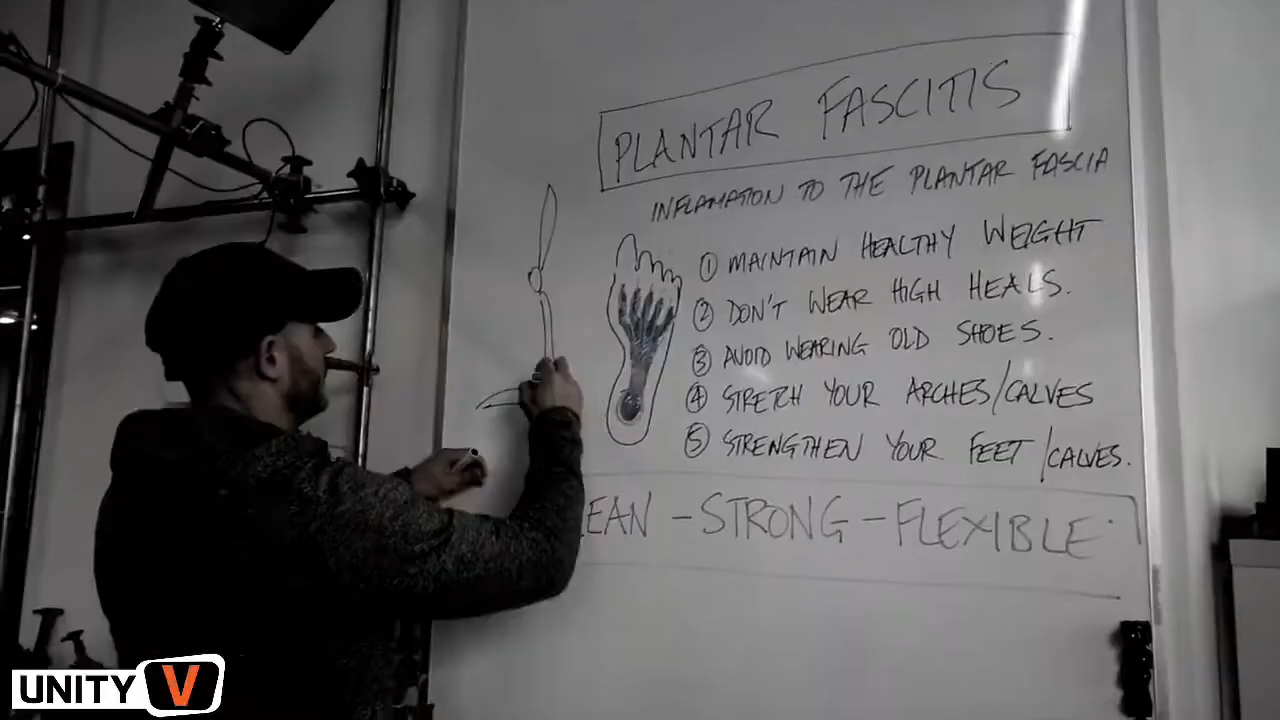 PLANTAR FASCITIS
INFLAMATION TO THE PLANTAR FASCIA
① MAINTAIN HEALTHY WEIGHT
② DON'T WEAR HIGH HEALS.
③ AVOID WEARING OLD SHOES.
④ STRETCH YOUR ARCHES/CALVES
⑤ STRENGTHEN YOUR FEET/CALVES.
EAN - STRONG - FLEXIBLE
UNITY V